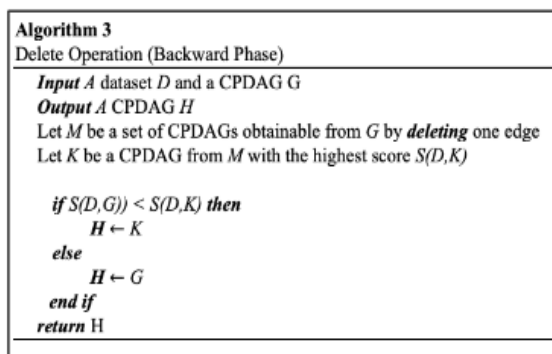 Algorithm 3
Delete Operation (Backward Phase)
Input A dataset D and a CPDAG G
Output A CPDAG H
Let M be a set of CPDAGs obtainable from G by deleting one edge
Let K be a CPDAG from M with the highest score S(D,K)
if S(D,G)) < S(D,K) then
H ← K
else
H ← G
end if
return H